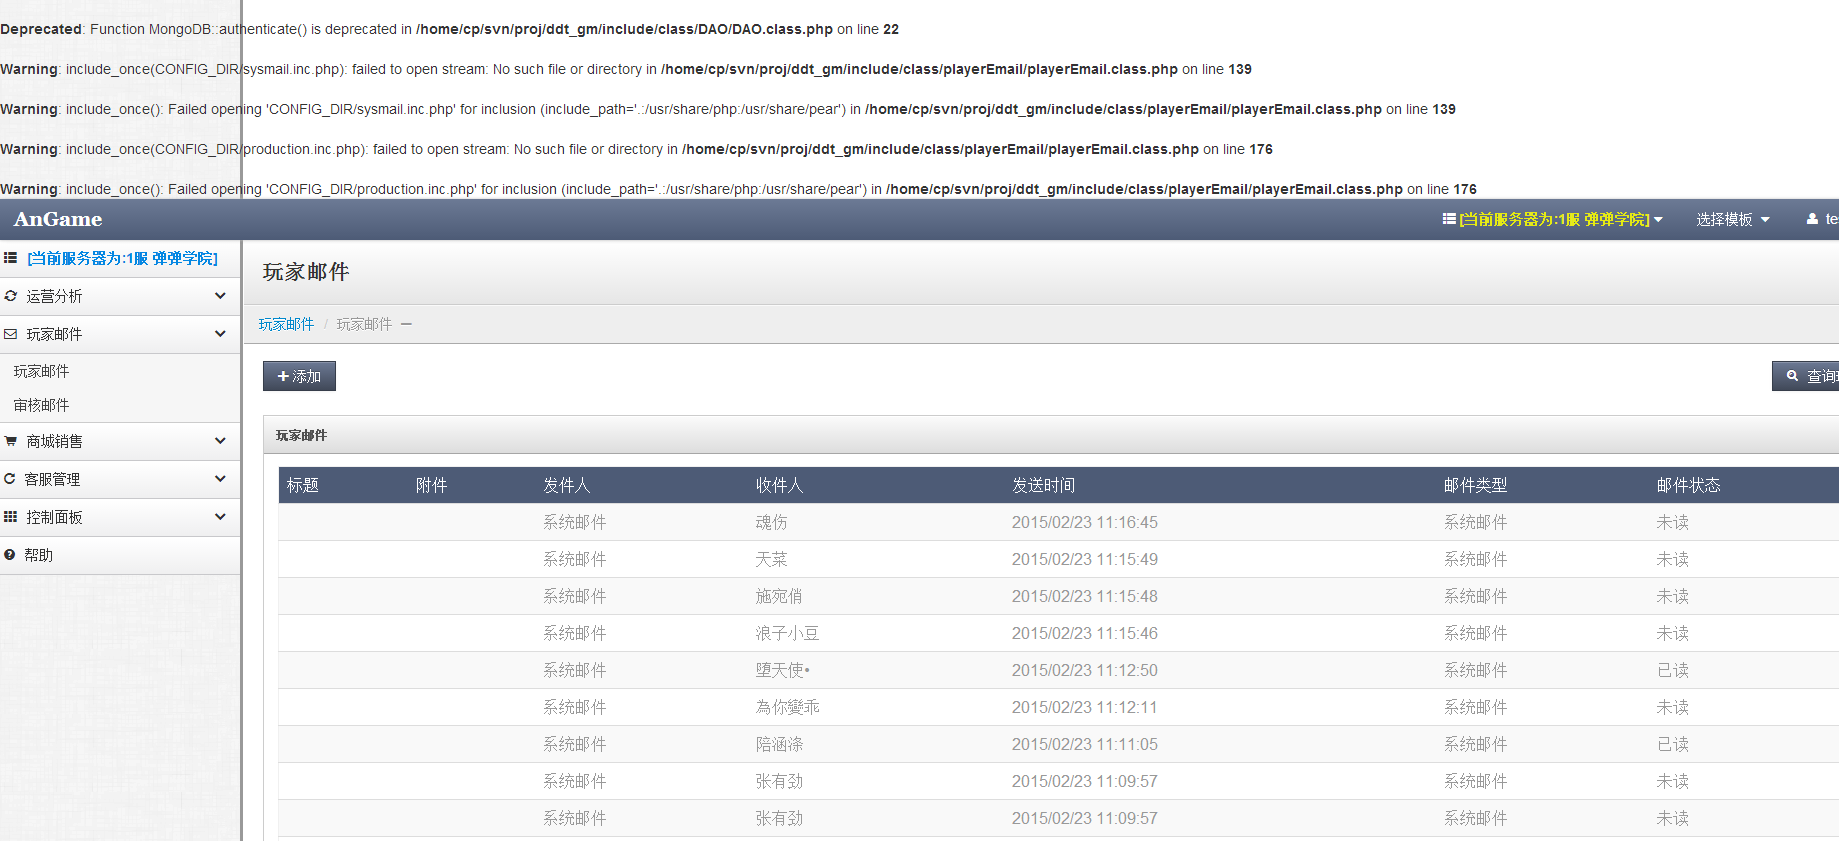 Deprecated: Function MongoDB::authenticate() is deprecated in /home/cp/svn/proj/ddt_gm/include/class/DAO/DAO.class.php on line 22
Warning: include_once(CONFIG_DIR/sysmail.inc.php): failed to open stream: No such file or directory in /home/cp/svn/proj/ddt_gm/include/class/playerEmail/playerEmail.class.php on line 139
Warning: include_once(): Failed opening 'CONFIG_DIR/sysmail.inc.php' for inclusion (include_path='.:/usr/share/php:/usr/share/pear') in /home/cp/svn/proj/ddt_gm/include/class/playerEmail/playerEmail.class.php on line 139
Warning: include_once(CONFIG_DIR/production.inc.php): failed to open stream: No such file or directory in /home/cp/svn/proj/ddt_gm/include/class/playerEmail/playerEmail.class.php on line 176
Warning: include_once(): Failed opening 'CONFIG_DIR/production.inc.php' for inclusion (include_path='.:/usr/share/php:/usr/share/pear') in /home/cp/svn/proj/ddt_gm/include/class/playerEmail/playerEmail.class.php on line 176
AnGame [当前服务器为:1服 弹弹学院] 选择模板 te
[当前服务器为:1服 弹弹学院]
运营分析
玩家邮件
玩家邮件
审核邮件
商城销售
客服管理
控制面板
帮助
玩家邮件
玩家邮件 / 玩家邮件
添加 查询
玩家邮件
标题 附件 发件人 收件人 发送时间 邮件类型 邮件状态
系统邮件 魂伤 2015/02/23 11:16:45 系统邮件 未读
系统邮件 天菜 2015/02/23 11:15:49 系统邮件 未读
系统邮件 施宛俏 2015/02/23 11:15:48 系统邮件 未读
系统邮件 浪子小豆 2015/02/23 11:15:46 系统邮件 未读
系统邮件 堕天使• 2015/02/23 11:12:50 系统邮件 已读
系统邮件 為你變乖 2015/02/23 11:12:11 系统邮件 未读
系统邮件 陪涵涤 2015/02/23 11:11:05 系统邮件 已读
系统邮件 张有劲 2015/02/23 11:09:57 系统邮件 未读
系统邮件 张有劲 2015/02/23 11:09:57 系统邮件 未读